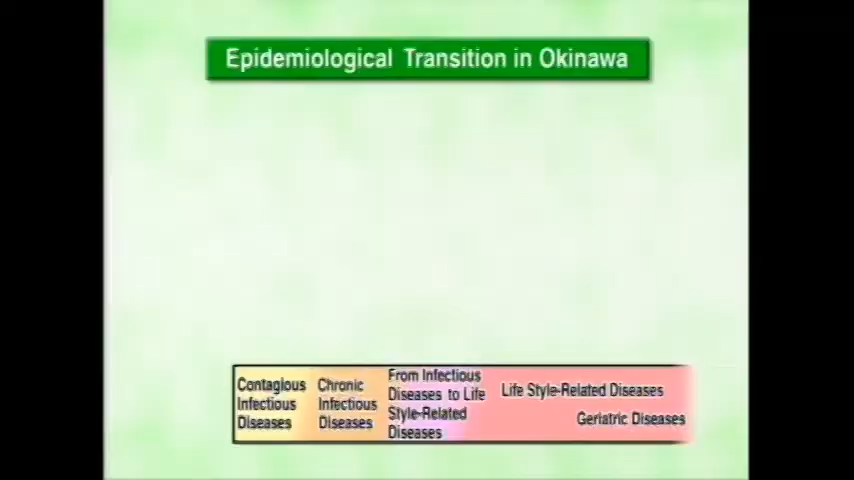 Epidemiological Transition in Okinawa
Contagious
Infectious
Diseases
Chronic
Infectious
Diseases
From Infectious
Diseases to Life
Style-Related
Diseases
Life Style-Related Diseases
Geriatric Diseases